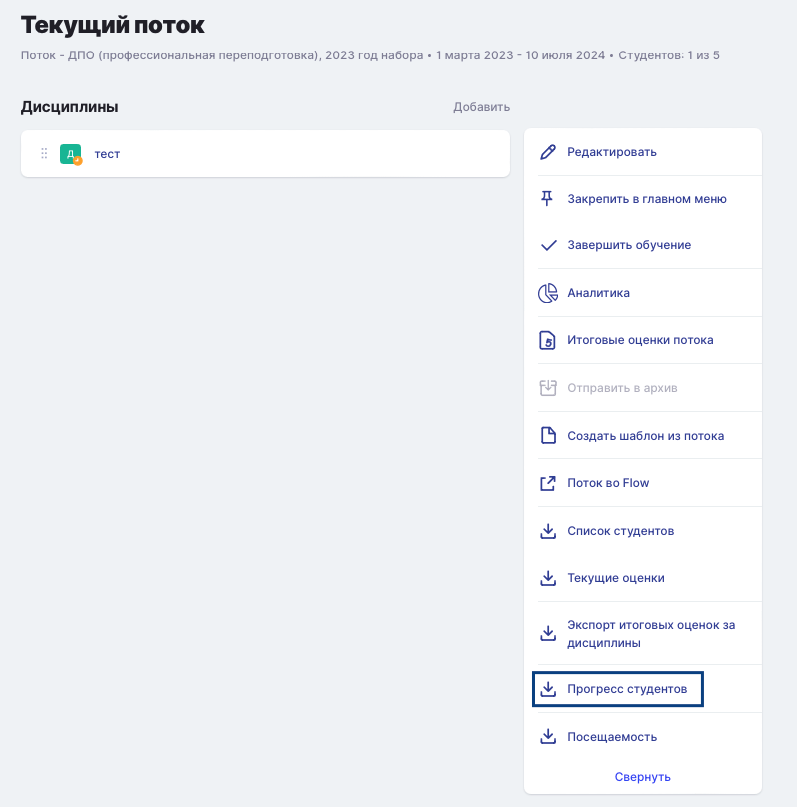 Текущий поток
Поток - ДПО (профессиональная переподготовка), 2023 год набора • 1 марта 2023 - 10 июля 2024 • Студентов: 1 из 5
Дисциплины
Добавить
Д
тест
Редактировать
Закрепить в главном меню
Завершить обучение
Аналитика
5
Итоговые оценки потока
Отправить в архив
Создать шаблон из потока
Поток во Flow
Список студентов
Текущие оценки
Экспорт итоговых оценок за
дисциплины
Прогресс студентов
Посещаемость
Свернуть